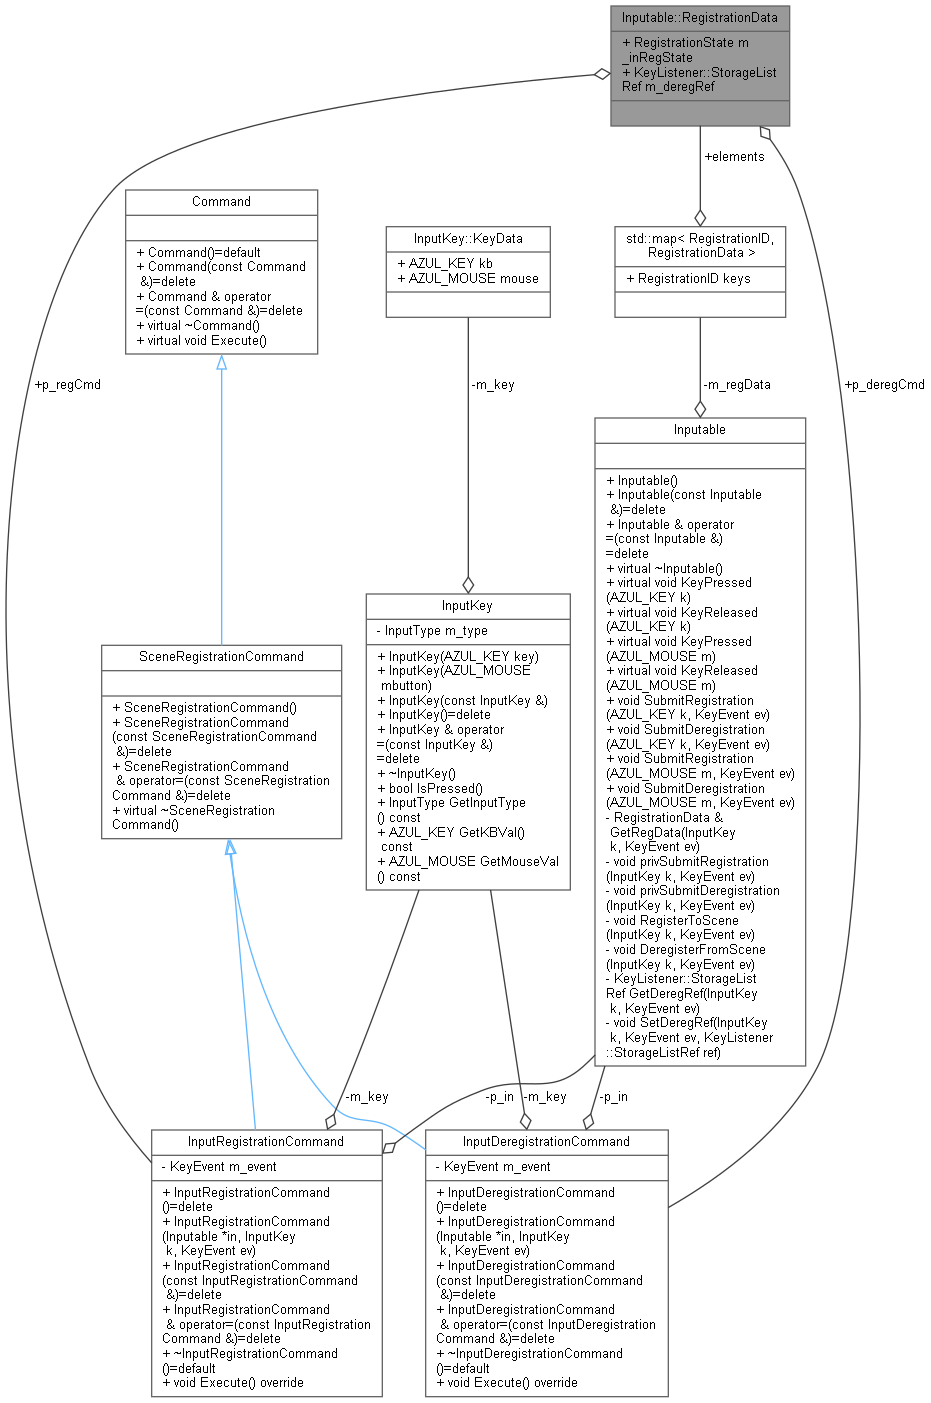 Inputable::RegistrationData
+ RegistrationState m
_inRegState
+ KeyListener::StorageList
Ref m_deregRef
+elements
Command
+ Command()=default
+ Command(const Command
&)=delete
+ Command & operator
=(const Command &)=delete
+ virtual ~Command()
+ virtual void Execute()
InputKey::KeyData
+ AZUL_KEY kb
+ AZUL_MOUSE mouse
std::map< RegistrationID,
RegistrationData >
+ RegistrationID keys
+p_regCmd
-m_key
-m_regData
+p_deregCmd
Inputable
+ Inputable()
+ Inputable(const Inputable
&)=delete
+ Inputable & operator
=(const Inputable &)
=delete
+ virtual ~Inputable()
+ virtual void KeyPressed
(AZUL_KEY k)
+ virtual void KeyReleased
(AZUL_KEY k)
+ virtual void KeyPressed
(AZUL_MOUSE m)
+ virtual void KeyReleased
(AZUL_MOUSE m)
+ void SubmitRegistration
(AZUL_KEY k, KeyEvent ev)
+ void SubmitDeregistration
(AZUL_KEY k, KeyEvent ev)
+ void SubmitRegistration
(AZUL_MOUSE m, KeyEvent ev)
+ void SubmitDeregistration
(AZUL_MOUSE m, KeyEvent ev)
- RegistrationData &
GetRegData(InputKey
k, KeyEvent ev)
- void privSubmitRegistration
(InputKey k, KeyEvent ev)
- void privSubmitDeregistration
(InputKey k, KeyEvent ev)
- void RegisterToScene
(InputKey k, KeyEvent ev)
- void DeregisterFromScene
(InputKey k, KeyEvent ev)
- KeyListener::StorageList
Ref GetDeregRef(InputKey
k, KeyEvent ev)
- void SetDeregRef(InputKey
k, KeyEvent ev, KeyListener
::StorageListRef ref)
InputKey
- InputType m_type
+ InputKey(AZUL_KEY key)
+ InputKey(AZUL_MOUSE
mbutton)
+ InputKey(const InputKey &)
+ InputKey()=delete
+ InputKey & operator
=(const InputKey &)
=delete
+ ~InputKey()
+ bool IsPressed()
+ InputType GetInputType
() const
+ AZUL_KEY GetKBVal()
const
+ AZUL_MOUSE GetMouseVal
() const
SceneRegistrationCommand
+ SceneRegistrationCommand()
+ SceneRegistrationCommand
(const SceneRegistrationCommand
&)=delete
+ SceneRegistrationCommand
& operator=(const SceneRegistration
Command &)=delete
+ virtual ~SceneRegistration
Command()
-m_key
-p_in
-m_key
-p_in
InputRegistrationCommand
- KeyEvent m_event
+ InputRegistrationCommand
()=delete
+ InputRegistrationCommand
(Inputable *in, InputKey
k, KeyEvent ev)
+ InputRegistrationCommand
(const InputRegistrationCommand
&)=delete
+ InputRegistrationCommand
& operator=(const InputRegistration
Command &)=delete
+ ~InputRegistrationCommand
()=default
+ void Execute() override
InputDeregistrationCommand
- KeyEvent m_event
+ InputDeregistrationCommand
()=delete
+ InputDeregistrationCommand
(Inputable *in, InputKey
k, KeyEvent ev)
+ InputDeregistrationCommand
(const InputDeregistrationCommand
&)=delete
+ InputDeregistrationCommand
& operator=(const InputDeregistration
Command &)=delete
+ ~InputDeregistrationCommand
()=default
+ void Execute() override